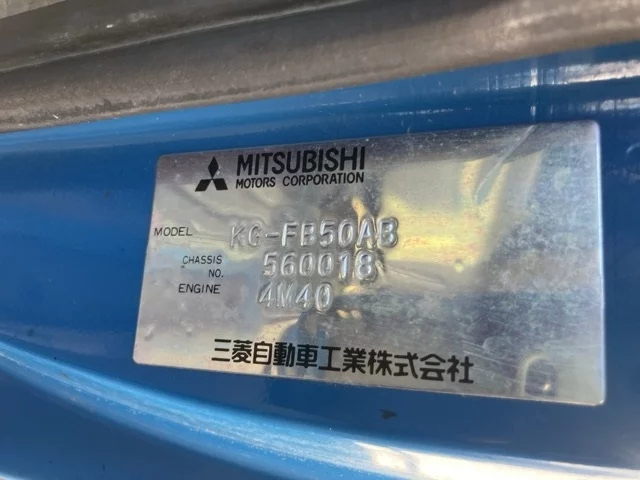 MITSUBISHI
MOTORS CORPORATION
MODEL KG-FB50AB
CHASSIS NO. 560018
ENGINE 4M40
三菱自動車工業株式会社